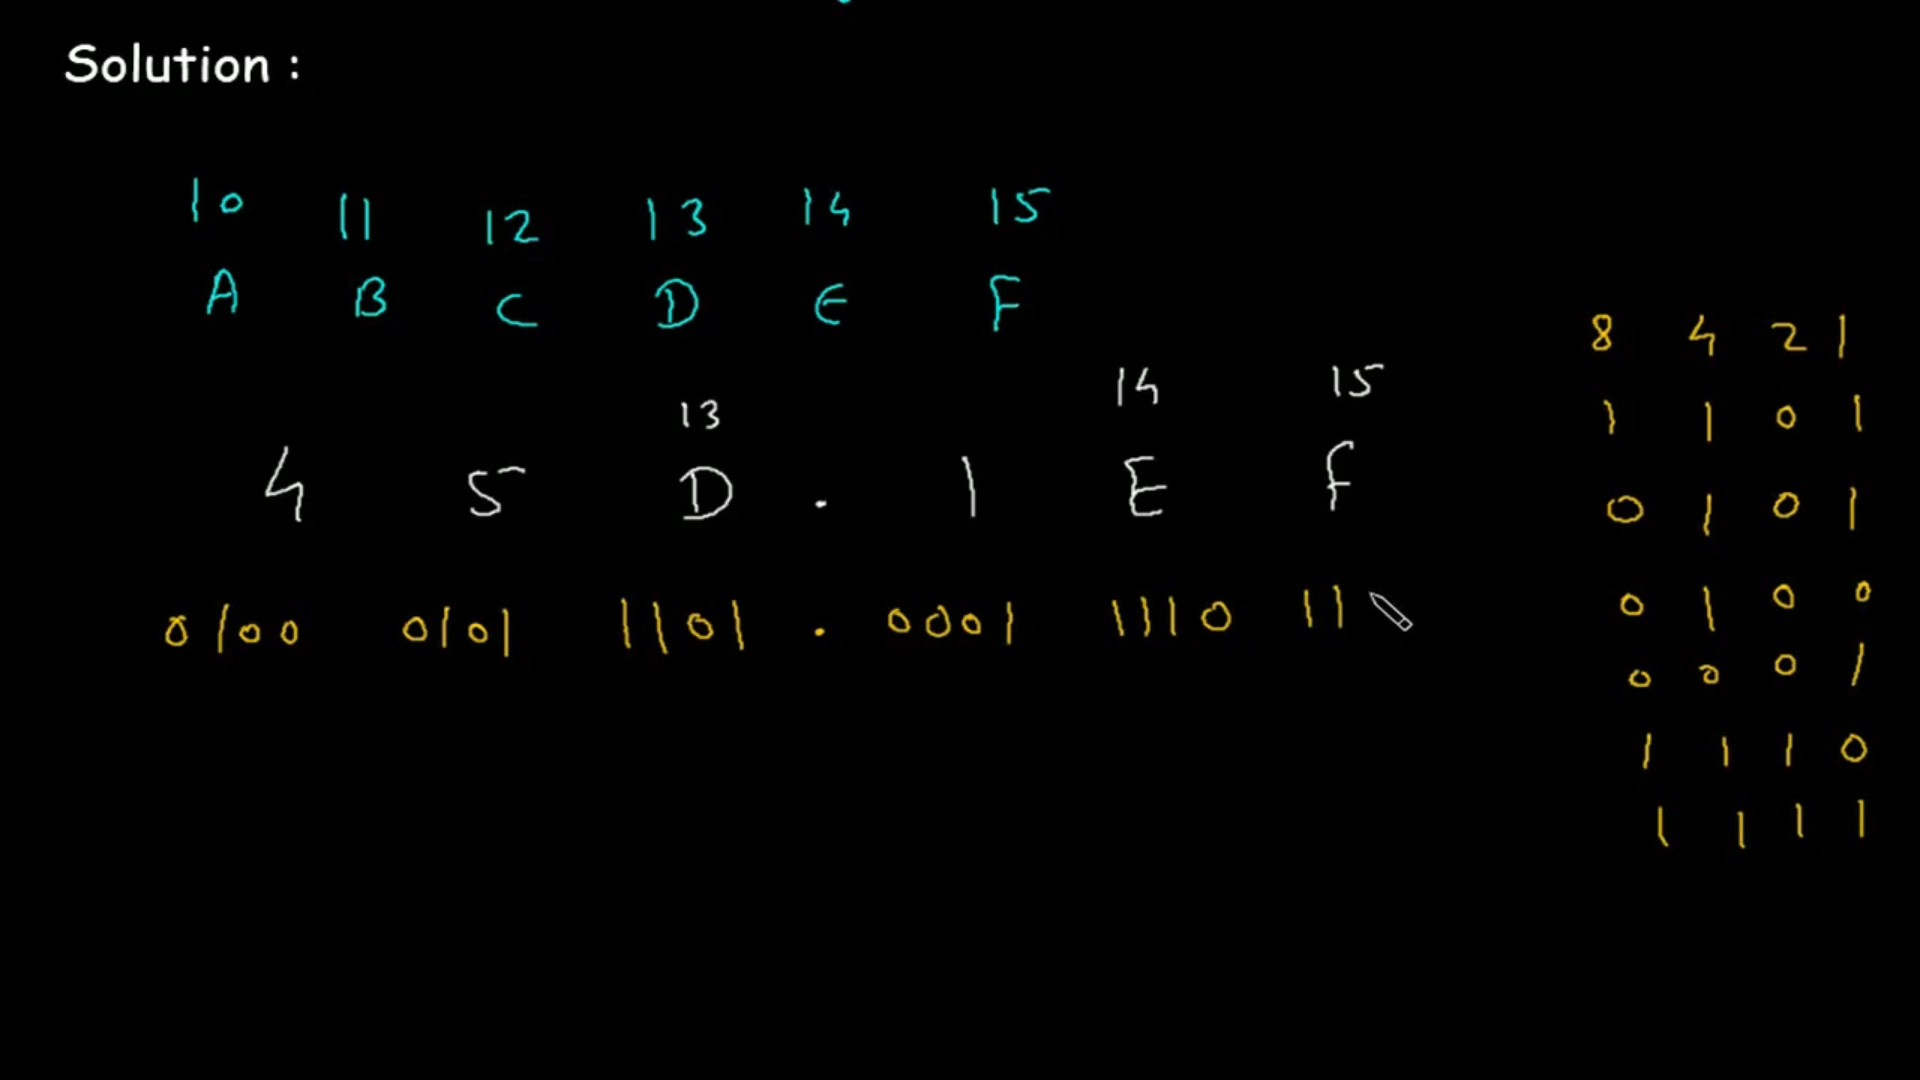 Solution :
10 11 12 13 14 15
A B C D E F
8 4 2 1
13 14 15
1 1 0 1
4 5 D . 1 E F
0 1 0 1
0100 0101 1101 . 0001 1110 11
0 1 0 0
0 0 0 1
1 1 1 0
1 1 1 1